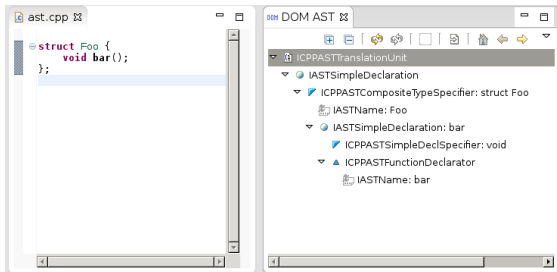 ast.cpp
struct Foo {
void bar();
};
DOM AST
ICPPASTTranslationUnit
IASTSimpleDeclaration
ICPPASTCompositeTypeSpecifier: struct Foo
IASTName: Foo
IASTSimpleDeclaration: bar
ICPPASTSimpleDeclSpecifier: void
ICPPASTFunctionDeclarator
IASTName: bar